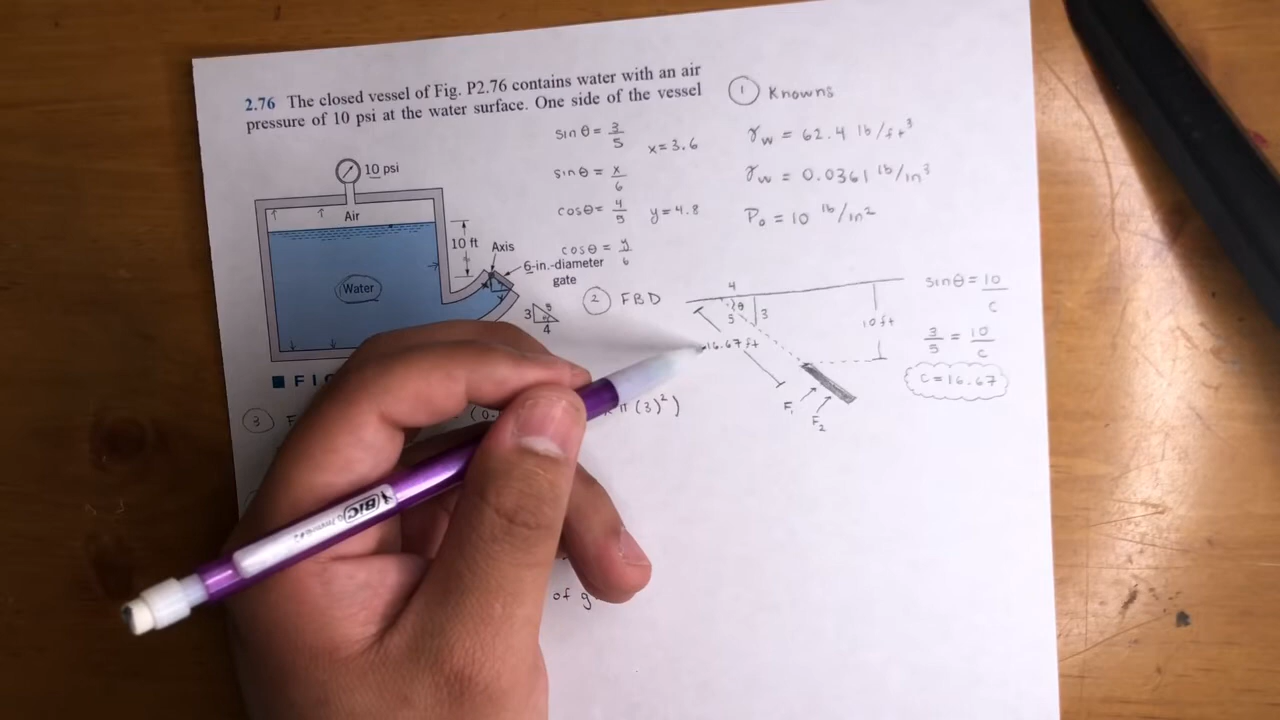 2.76 The closed vessel of Fig. P2.76 contains water with an air
pressure of 10 psi at the water surface. One side of the vessel
10 psi
Air
10 ft
Axis
6-in.-diameter
gate
Water
3
5
4
■ FI
sin θ = 3/5
x = 3.6
sin θ = x/6
cos θ = 4/5
y = 4.8
cos θ = y/6
① Knowns
γw = 62.4 lb/ft³
γw = 0.0361 lb/in³
P₀ = 10 lb/in²
② FBD
4
θ
5
3
16.67 ft
10 ft
F₁
F₂
sin θ = 10/c
3/5 = 10/c
c = 16.67
③ F
(0.
π (3)²)
of g
BIC